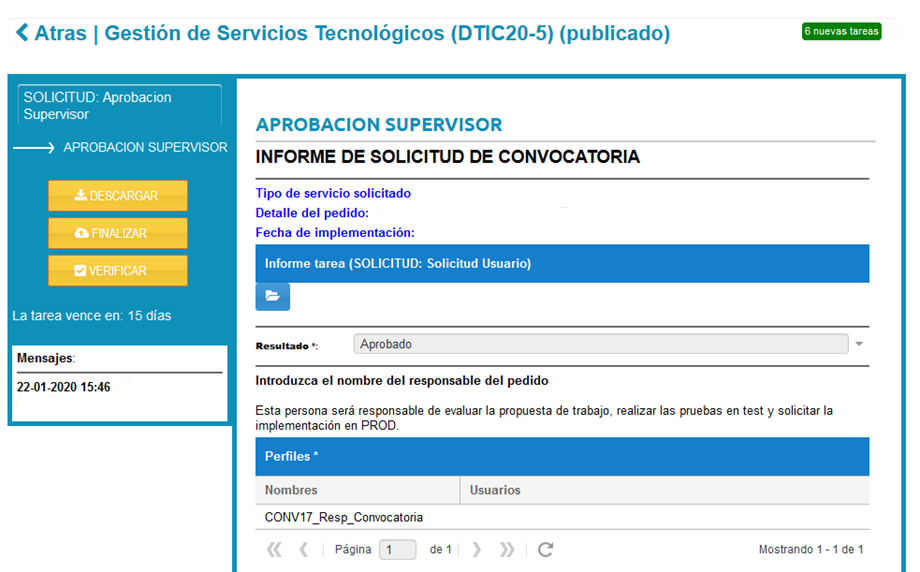 Atras | Gestión de Servicios Tecnológicos (DTIC20-5) (publicado)
6 nuevas tareas
SOLICITUD: Aprobacion
Supervisor
APROBACION SUPERVISOR
DESCARGAR
FINALIZAR
VERIFICAR
La tarea vence en: 15 días
Mensajes:
22-01-2020 15:46
APROBACION SUPERVISOR
INFORME DE SOLICITUD DE CONVOCATORIA
Tipo de servicio solicitado
Detalle del pedido:
Fecha de implementación:
Informe tarea (SOLICITUD: Solicitud Usuario)
Resultado *: Aprobado
Introduzca el nombre del responsable del pedido
Esta persona será responsable de evaluar la propuesta de trabajo, realizar las pruebas en test y solicitar la
implementación en PROD.
Perfiles *
Nombres Usuarios
CONV17_Resp_Convocatoria
Página 1 de 1 Mostrando 1 - 1 de 1